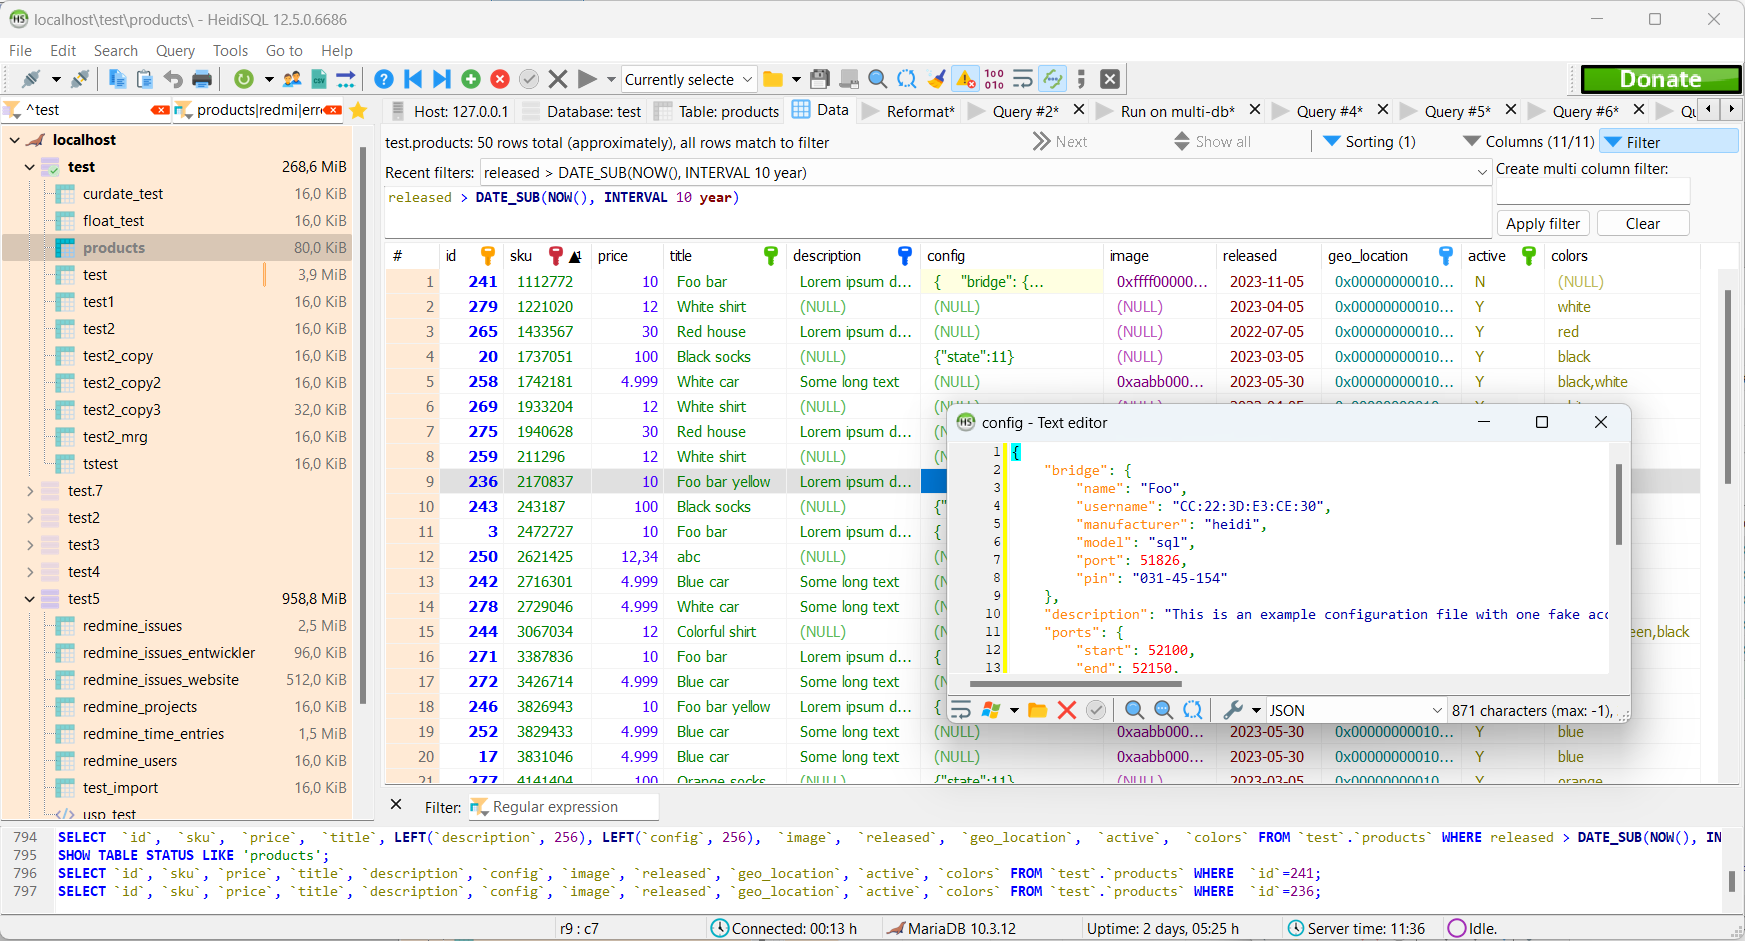 localhost\test\products\ - HeidiSQL 12.5.0.6686
File Edit Search Query Tools Go to Help
Currently selecte
Donate
^test products|redmi|erre
Host: 127.0.0.1 Database: test Table: products Data Reformat* Query #2* Run on multi-db* Query #4* Query #5* Query #6* Qu
localhost
test 268,6 MiB
curdate_test 16,0 KiB
float_test 16,0 KiB
products 80,0 KiB
test 3,9 MiB
test1 16,0 KiB
test2 16,0 KiB
test2_copy 16,0 KiB
test2_copy2 16,0 KiB
test2_copy3 32,0 KiB
test2_mrg 16,0 KiB
tstest 16,0 KiB
test.7
test2
test3
test4
test5 958,8 MiB
redmine_issues 2,5 MiB
redmine_issues_entwickler 96,0 KiB
redmine_issues_website 512,0 KiB
redmine_projects 16,0 KiB
redmine_time_entries 1,5 MiB
redmine_users 16,0 KiB
test_import 16,0 KiB
usp_test
test.products: 50 rows total (approximately), all rows match to filter Next Show all Sorting (1) Columns (11/11) Filter
Recent filters: released > DATE_SUB(NOW(), INTERVAL 10 year) Create multi column filter:
released > DATE_SUB(NOW(), INTERVAL 10 year)
Apply filter Clear
# id sku 1 price title description config image released geo_location active colors
1 241 1112772 10 Foo bar Lorem ipsum d... { "bridge": {... 0xffff00000... 2023-11-05 0x00000000010... N (NULL)
2 279 1221020 12 White shirt (NULL) (NULL) (NULL) 2023-04-05 0x00000000010... Y white
3 265 1433567 30 Red house Lorem ipsum d... (NULL) (NULL) 2022-07-05 0x00000000010... Y red
4 20 1737051 100 Black socks (NULL) {"state":11} (NULL) 2023-03-05 0x00000000010... Y black
5 258 1742181 4.999 White car Some long text (NULL) 0xaabb000... 2023-05-30 0x00000000010... Y black,white
6 269 1933204 12 White shirt (NULL)
7 275 1940628 30 Red house Lorem ipsum d...
8 259 211296 12 White shirt (NULL)
9 236 2170837 10 Foo bar yellow Lorem ipsum d...
10 243 243187 100 Black socks (NULL) {"
11 3 2472727 10 Foo bar Lorem ipsum d... {
12 250 2621425 12,34 abc (NULL)
13 242 2716301 4.999 Blue car Some long text
14 278 2729046 4.999 White car Some long text
15 244 3067034 12 Colorful shirt (NULL) een,black
16 271 3387836 10 Foo bar Lorem ipsum d... {
17 272 3426714 4.999 Blue car Some long text
18 246 3826943 10 Foo bar yellow Lorem ipsum d... {
19 252 3829433 4.999 Blue car Some long text (NULL) 0xaabb000... 2023-05-30 0x00000000010... Y blue
20 17 3831046 4.999 Blue car Some long text (NULL) 0xaabb000... 2023-05-30 0x00000000010... Y blue
21 277 4141404 100 Orange socks (NULL) {"state":11} (NULL) 2023-03-05 0x00000000010... Y orange
config - Text editor
1 {
2 "bridge": {
3 "name": "Foo",
4 "username": "CC:22:3D:E3:CE:30",
5 "manufacturer": "heidi",
6 "model": "sql",
7 "port": 51826,
8 "pin": "031-45-154"
9 },
10 "description": "This is an example configuration file with one fake acc
11 "ports": {
12 "start": 52100,
13 "end": 52150.
JSON 871 characters (max: -1),
Filter: Regular expression
794 SELECT `id`, `sku`, `price`, `title`, LEFT(`description`, 256), LEFT(`config`, 256), `image`, `released`, `geo_location`, `active`, `colors` FROM `test`.`products` WHERE released > DATE_SUB(NOW(), IN
795 SHOW TABLE STATUS LIKE 'products';
796 SELECT `id`, `sku`, `price`, `title`, `description`, `config`, `image`, `released`, `geo_location`, `active`, `colors` FROM `test`.`products` WHERE `id`=241;
797 SELECT `id`, `sku`, `price`, `title`, `description`, `config`, `image`, `released`, `geo_location`, `active`, `colors` FROM `test`.`products` WHERE `id`=236;
r9 : c7 Connected: 00:13 h MariaDB 10.3.12 Uptime: 2 days, 05:25 h Server time: 11:36 Idle.